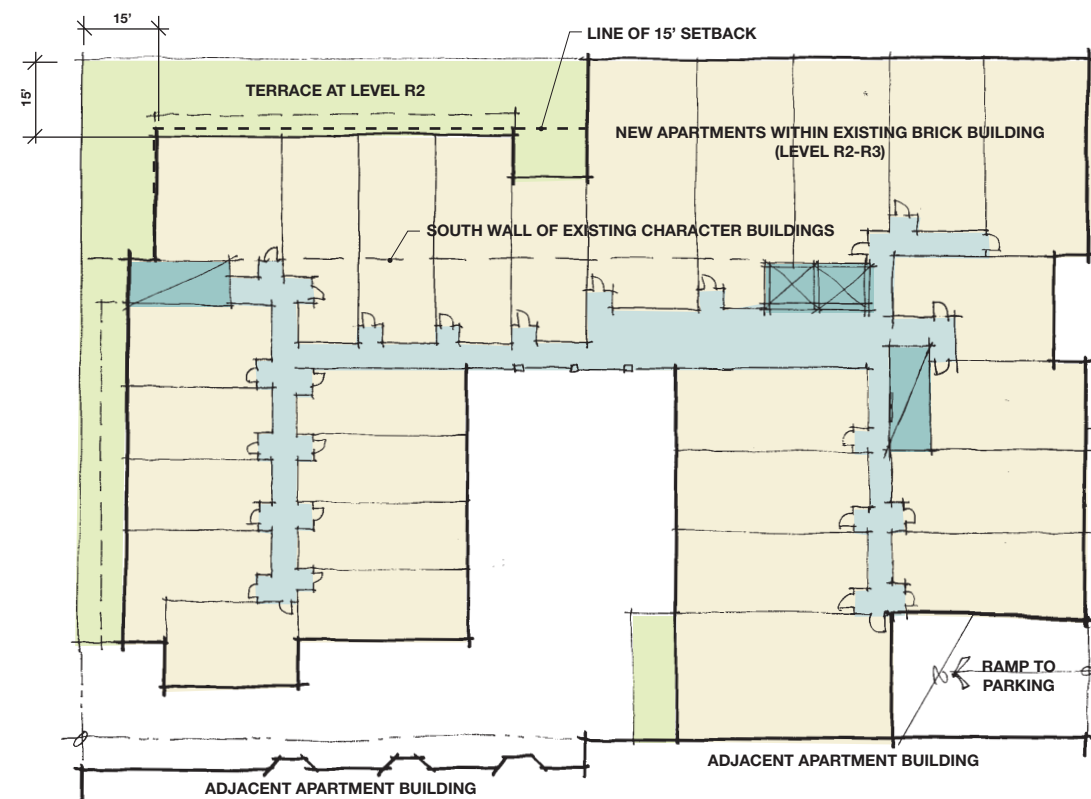 15'
LINE OF 15' SETBACK
15'
TERRACE AT LEVEL R2
NEW APARTMENTS WITHIN EXISTING BRICK BUILDING
(LEVEL R2-R3)
SOUTH WALL OF EXISTING CHARACTER BUILDINGS
RAMP TO
PARKING
ADJACENT APARTMENT BUILDING
ADJACENT APARTMENT BUILDING